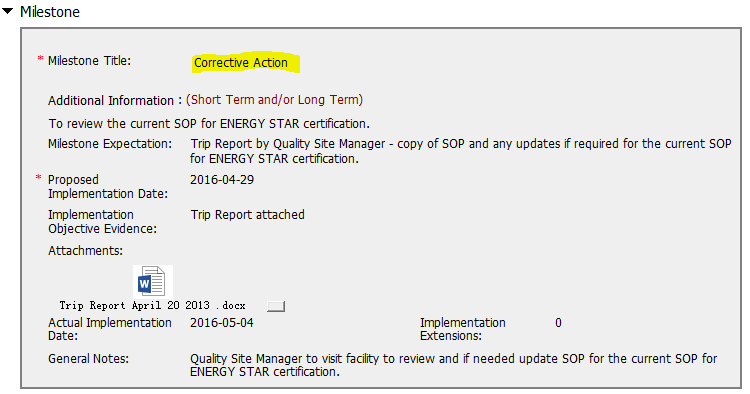 Milestone
* Milestone Title: Corrective Action
Additional Information : (Short Term and/or Long Term)
To review the current SOP for ENERGY STAR certification.
Milestone Expectation: Trip Report by Quality Site Manager - copy of SOP and any updates if required for the current SOP
for ENERGY STAR certification.
* Proposed 2016-04-29
Implementation Date:
Implementation Trip Report attached
Objective Evidence:
Attachments:
Trip Report April 20 2013 .docx
Actual Implementation 2016-05-04 Implementation 0
Date: Extensions:
General Notes: Quality Site Manager to visit facility to review and if needed update SOP for the current SOP for
ENERGY STAR certification.